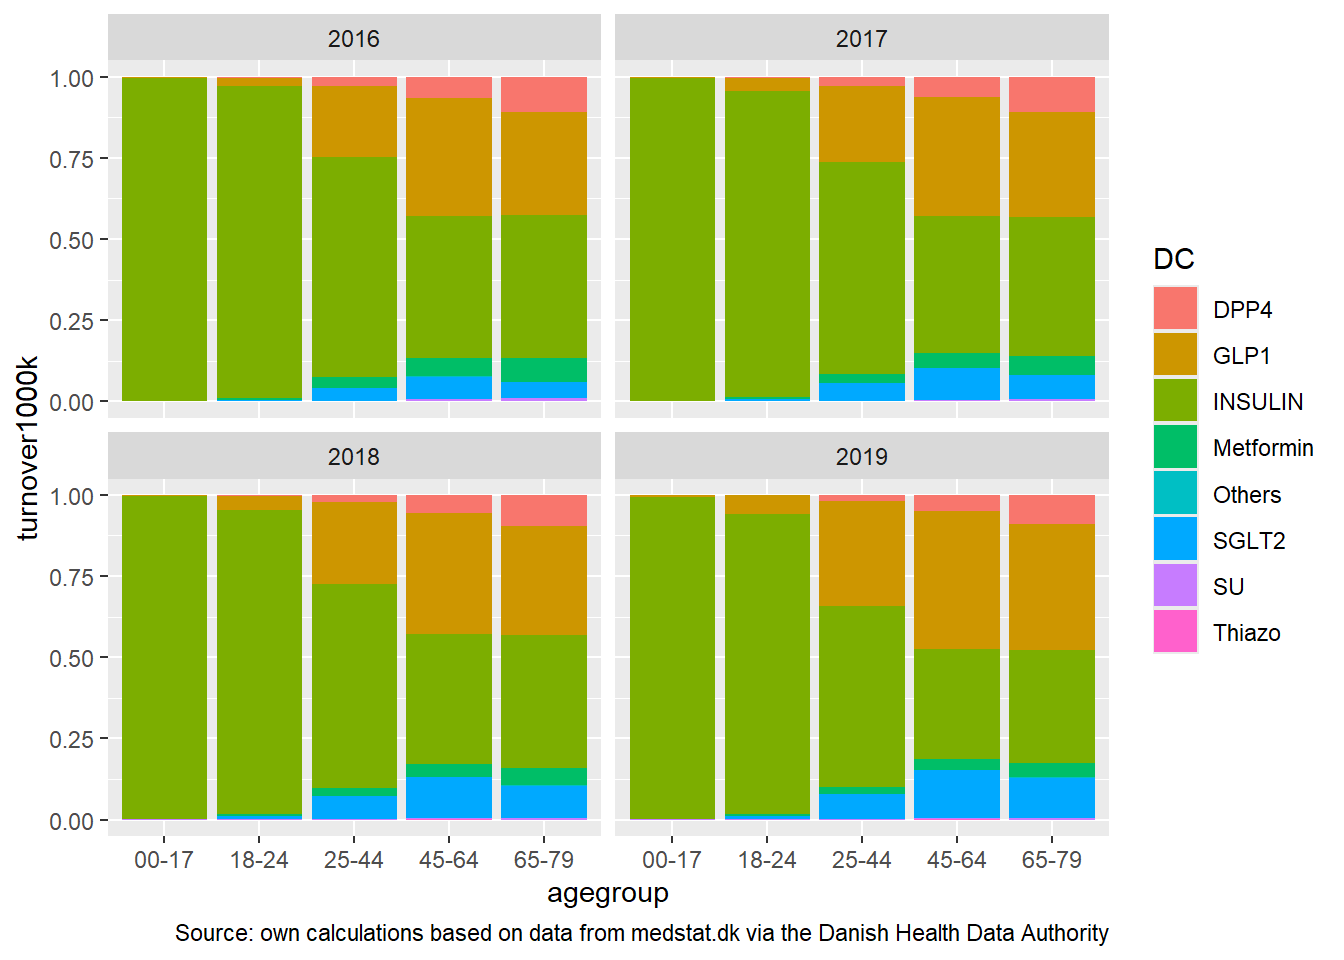 2016
2017
1.00
0.75
0.50
0.25
0.00
2018
2019
1.00
0.75
0.50
0.25
0.00
00-17 18-24 25-44 45-64 65-79
00-17 18-24 25-44 45-64 65-79
agegroup
turnover1000k
DC
DPP4
GLP1
INSULIN
Metformin
Others
SGLT2
SU
Thiazo
Source: own calculations based on data from medstat.dk via the Danish Health Data Authority